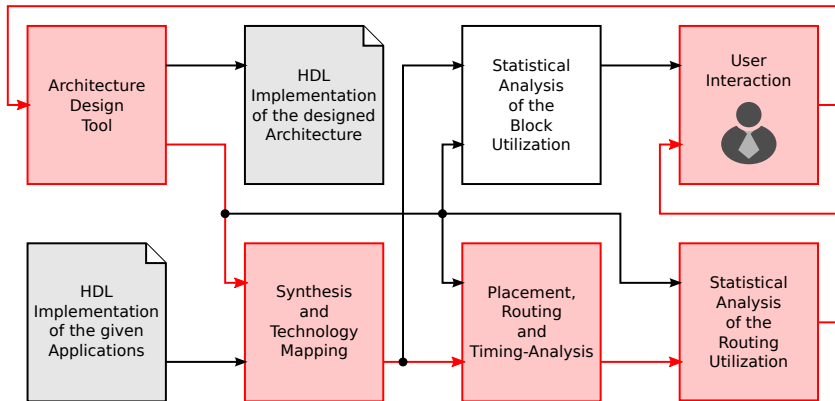 Architecture
Design
Tool
HDL
Implementation
of the designed
Architecture
Statistical
Analysis
of the
Block
Utilization
User
Interaction
HDL
Implementation
of the given
Applications
Synthesis
and
Technology
Mapping
Placement,
Routing
and
Timing-Analysis
Statistical
Analysis
of the
Routing
Utilization